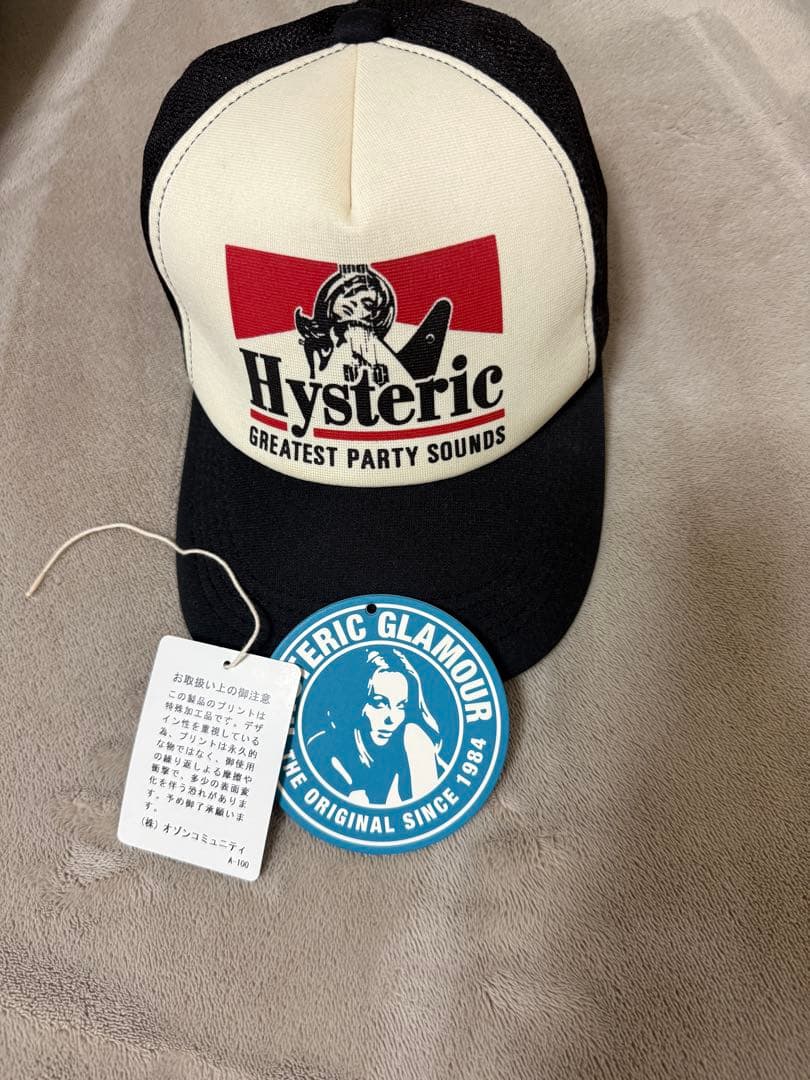 Hysteric
GREATEST PARTY SOUNDS
お取扱い上の御注意
この製品のプリントは
特殊加工品です。デザ
イン性を重視している
為、プリントは永久的
な物ではなく、御使用
の繰り返しよる摩擦や
衝撃で、多少の表面変
化を伴う恐れがありま
す。予め御了承願いま
す。
(株) オゾンコミュニティ
A-100
TERIC GLAMOUR
THE ORIGINAL SINCE 1984